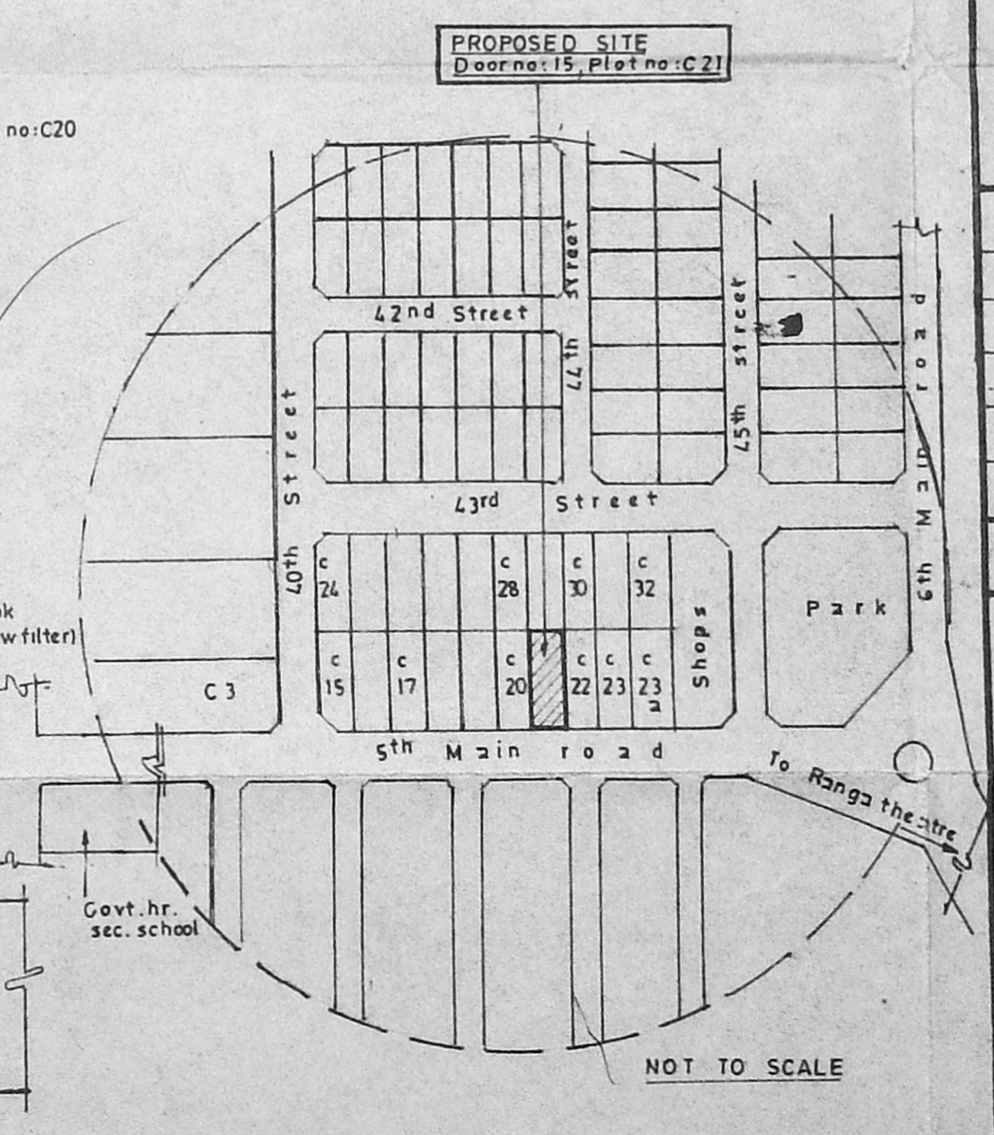 PROPOSED SITE
Door no: 15, Plot no: C21
no:C20
42nd Street
44th street
45th street
6th Main road
40th Street
43rd Street
c 24
c 28
c 30
c 32
Shops
Park
w filter)
C 3
c 15
c 17
c 20
c 22
c 23
c 23 a
5th Main road
To Ranga theatre
Govt. hr.
sec. school
NOT TO SCALE